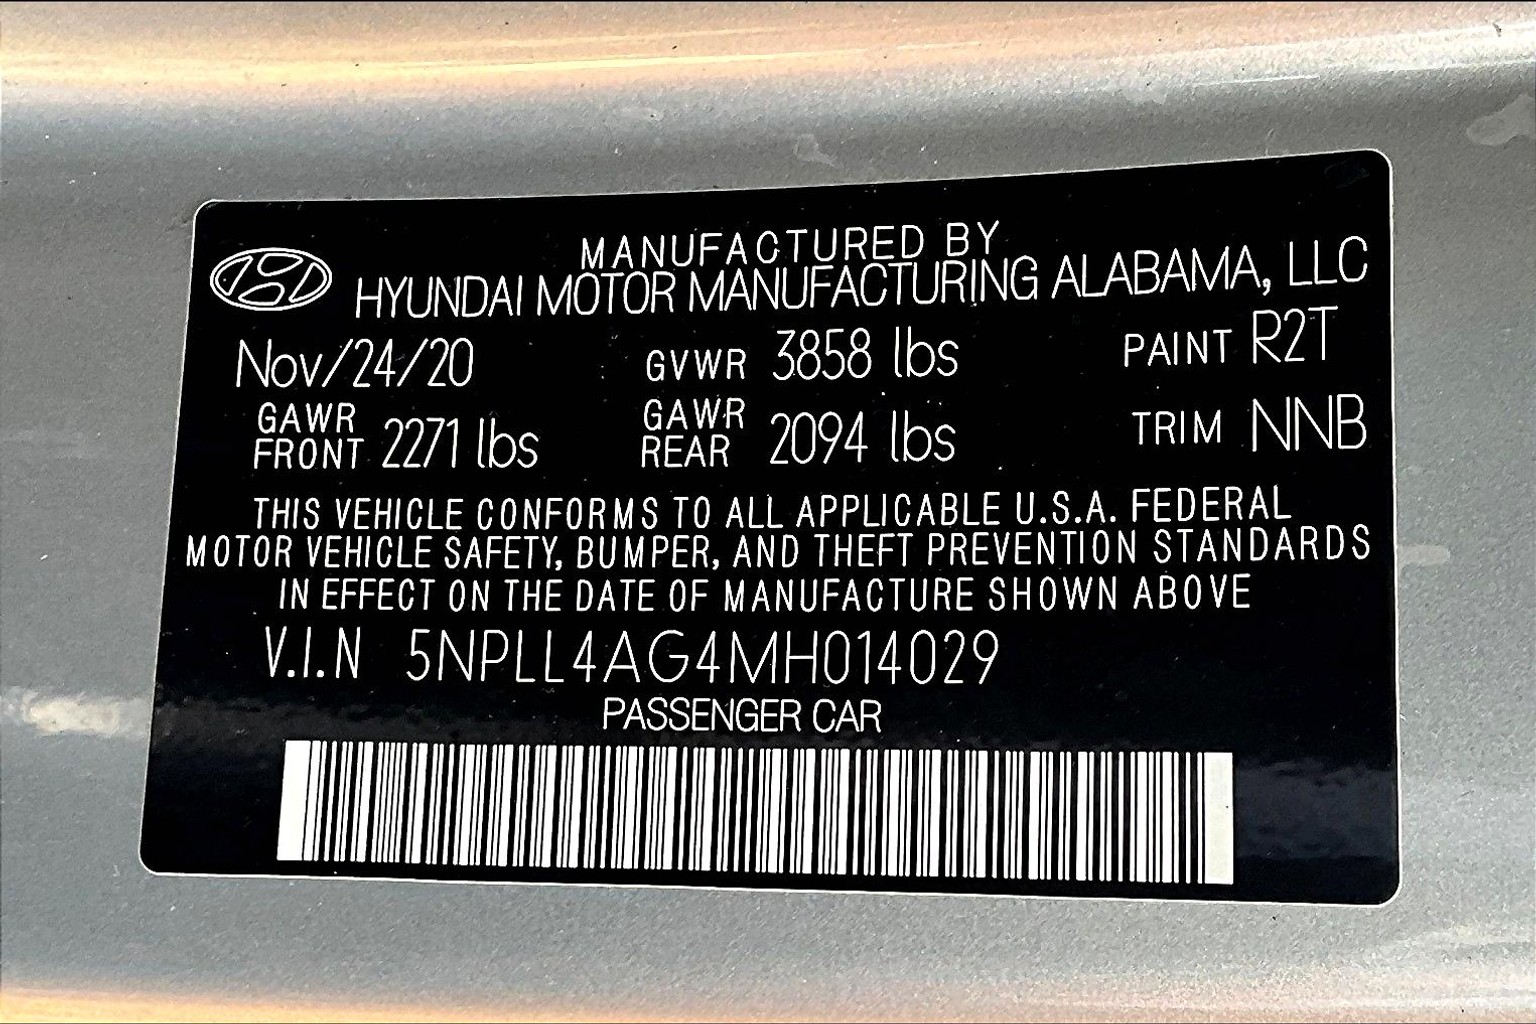 MANUFACTURED BY
HYUNDAI MOTOR MANUFACTURING ALABAMA, LLC
Nov/24/20 GVWR 3858 lbs PAINT R2T
GAWR FRONT 2271 lbs GAWR REAR 2094 lbs TRIM NNB
THIS VEHICLE CONFORMS TO ALL APPLICABLE U.S.A. FEDERAL
MOTOR VEHICLE SAFETY, BUMPER, AND THEFT PREVENTION STANDARDS
IN EFFECT ON THE DATE OF MANUFACTURE SHOWN ABOVE
V.I.N 5NPLL4AG4MH014029
PASSENGER CAR